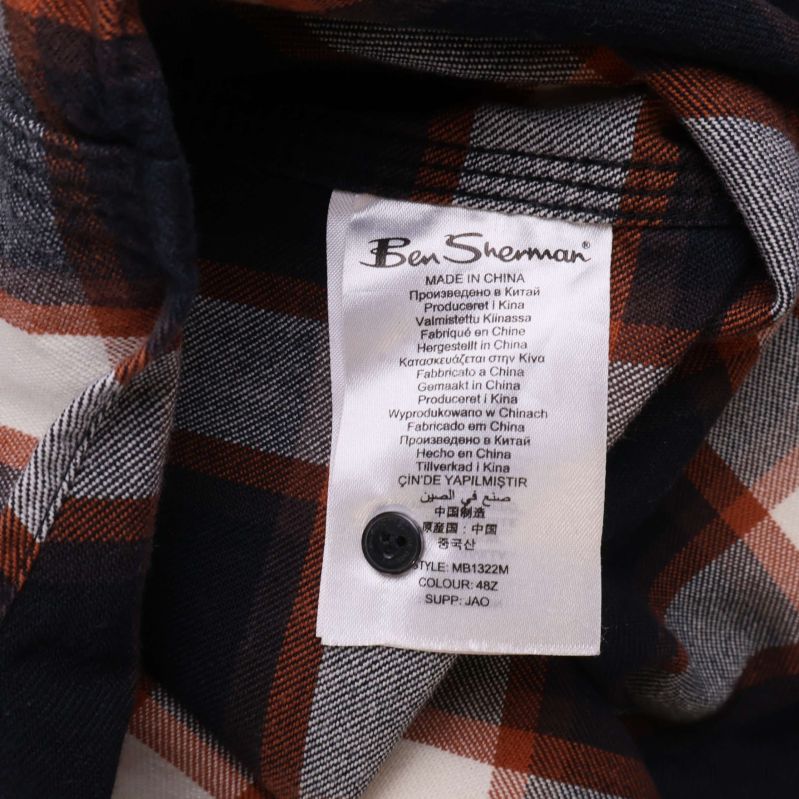 Ben Sherman®
MADE IN CHINA
Произведено в Китай
Produceret i Kina
Valmistettu Kiinassa
Fabriqué en Chine
Hergestellt in China
Κατασκευάζεται στην Κίνα
Fabbricato a China
Gemaakt in China
Produceret i Kina
Wyprodukowano w Chinach
Fabricado em China
Произведено в Китай
Hecho en China
Tillverkad i Kina
ÇİN'DE YAPILMIŞTIR
صنع في الصين
中国制造
原産国：中国
중국산
STYLE: MB1322M
COLOUR: 48Z
SUPP: JAO